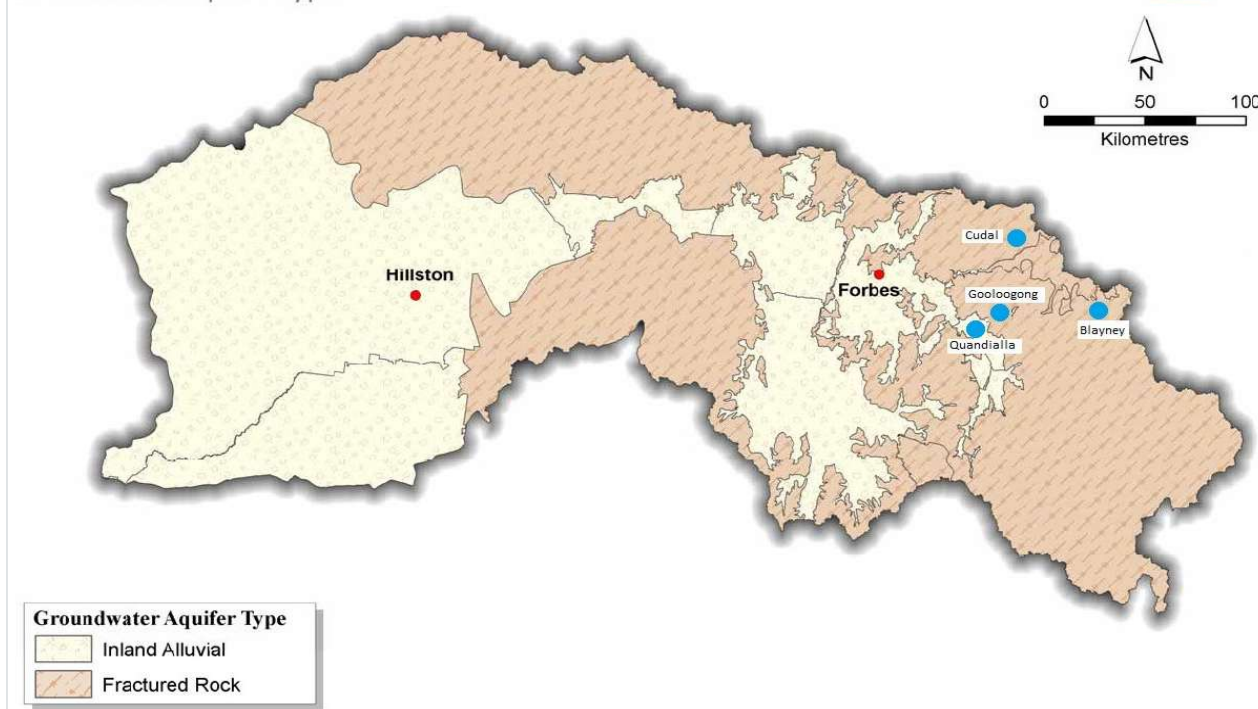 N
0 50 100
Kilometres
Cudal
Hillston
Forbes
Gooloogong
Quandialla
Blayney
Groundwater Aquifer Type
Inland Alluvial
Fractured Rock